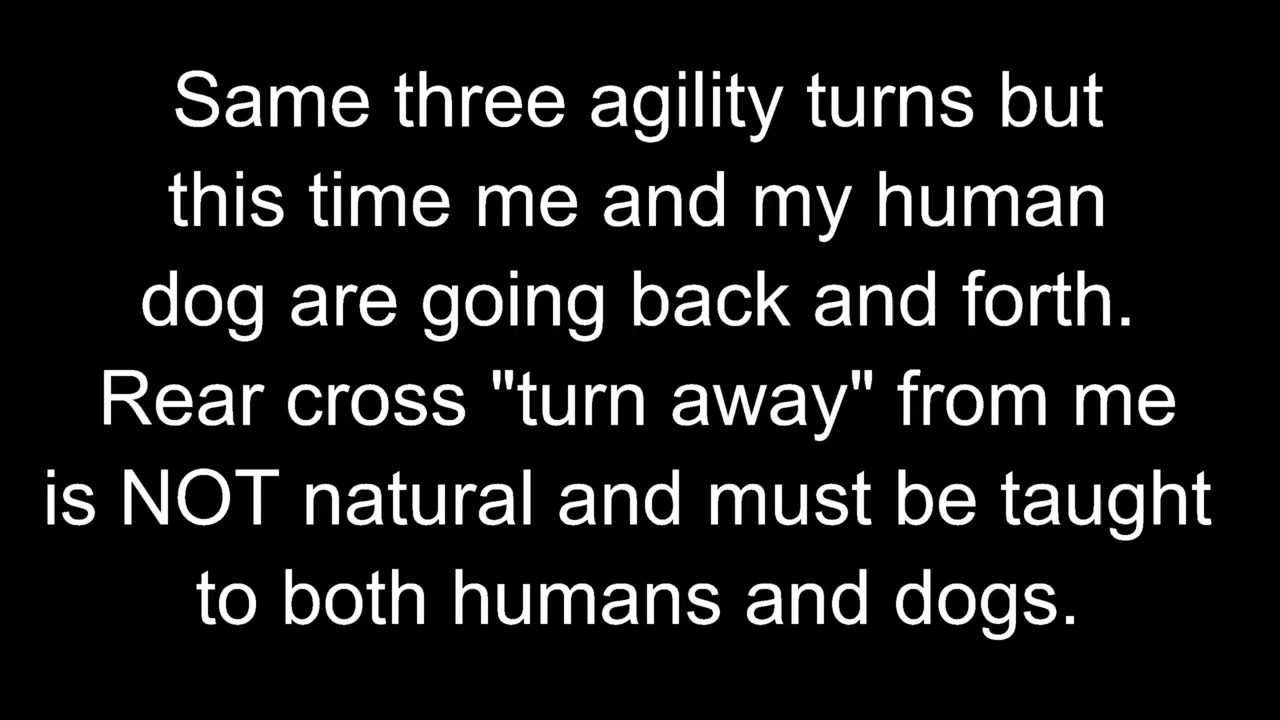 Same three agility turns but
this time me and my human
dog are going back and forth.
Rear cross "turn away" from me
is NOT natural and must be taught
to both humans and dogs.